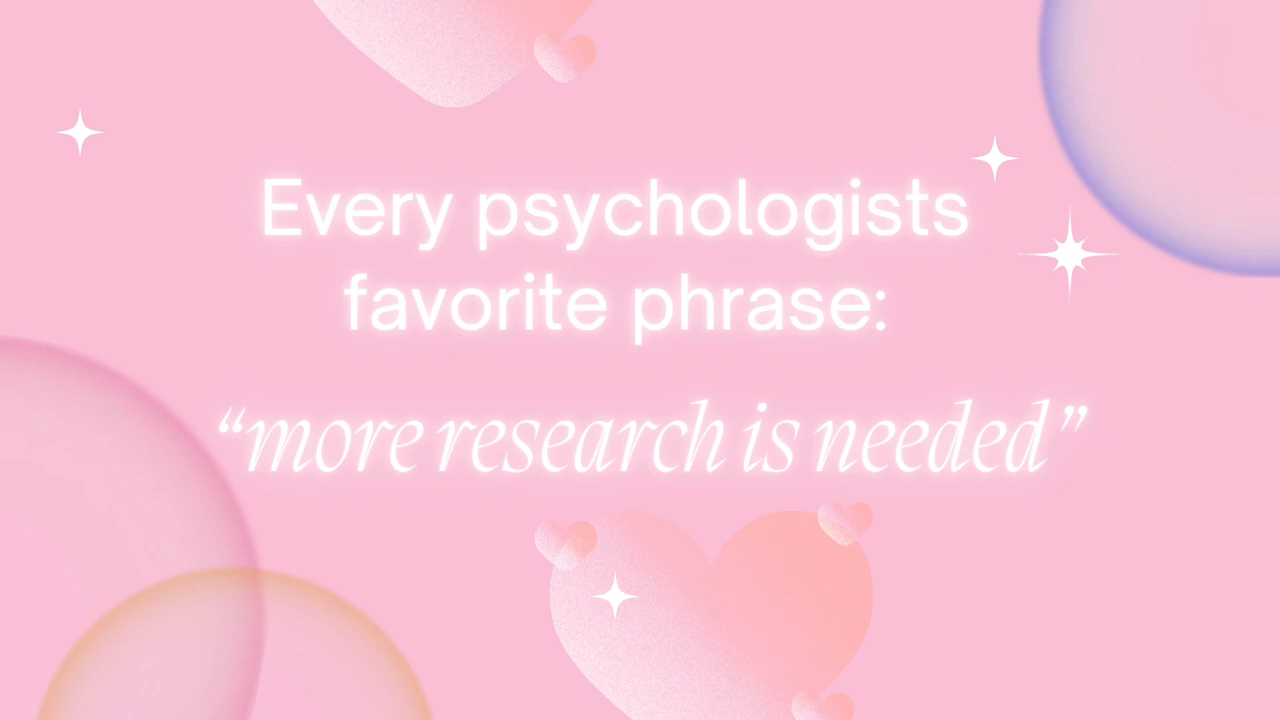 Every psychologists
favorite phrase:
“more research is needed”